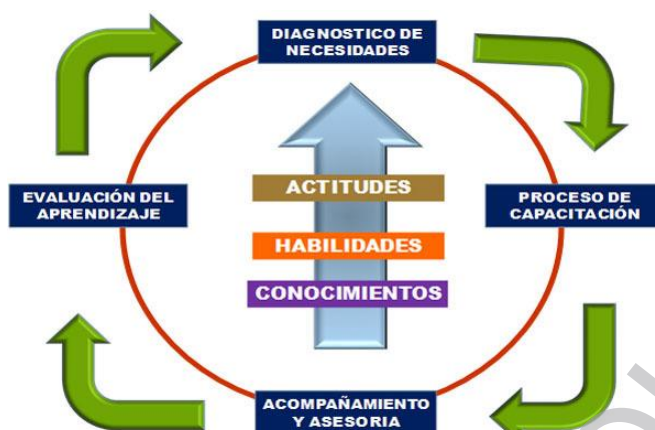 DIAGNOSTICO DE
NECESIDADES
ACTITUDES
EVALUACIÓN DEL
APRENDIZAJE
PROCESO DE
CAPACITACIÓN
HABILIDADES
CONOCIMIENTOS
ACOMPAÑAMIENTO
Y ASESORIA